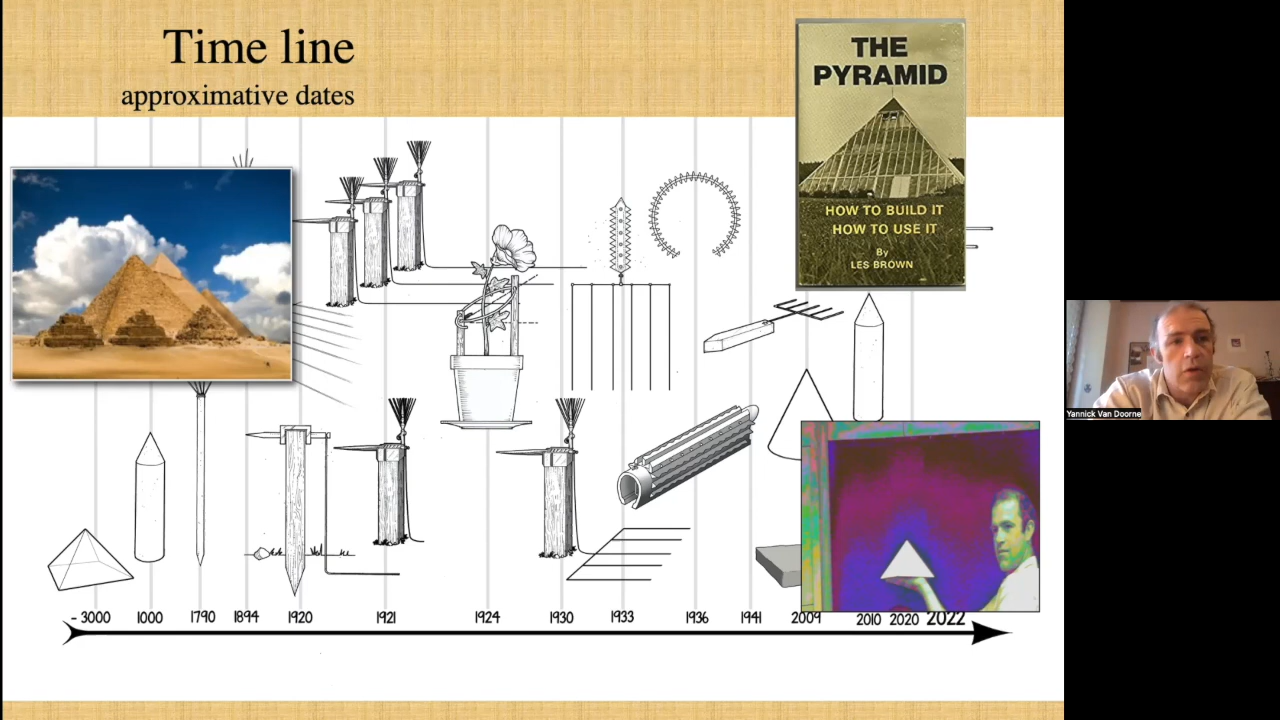 Time line
approximative dates
THE
PYRAMID
HOW TO BUILD IT
HOW TO USE IT
By
LES BROWN
Yannick Van Doorne
- 3000 1000 1790 1894 1920 1921 1924 1930 1933 1936 1941 2009 2010 2020 2022